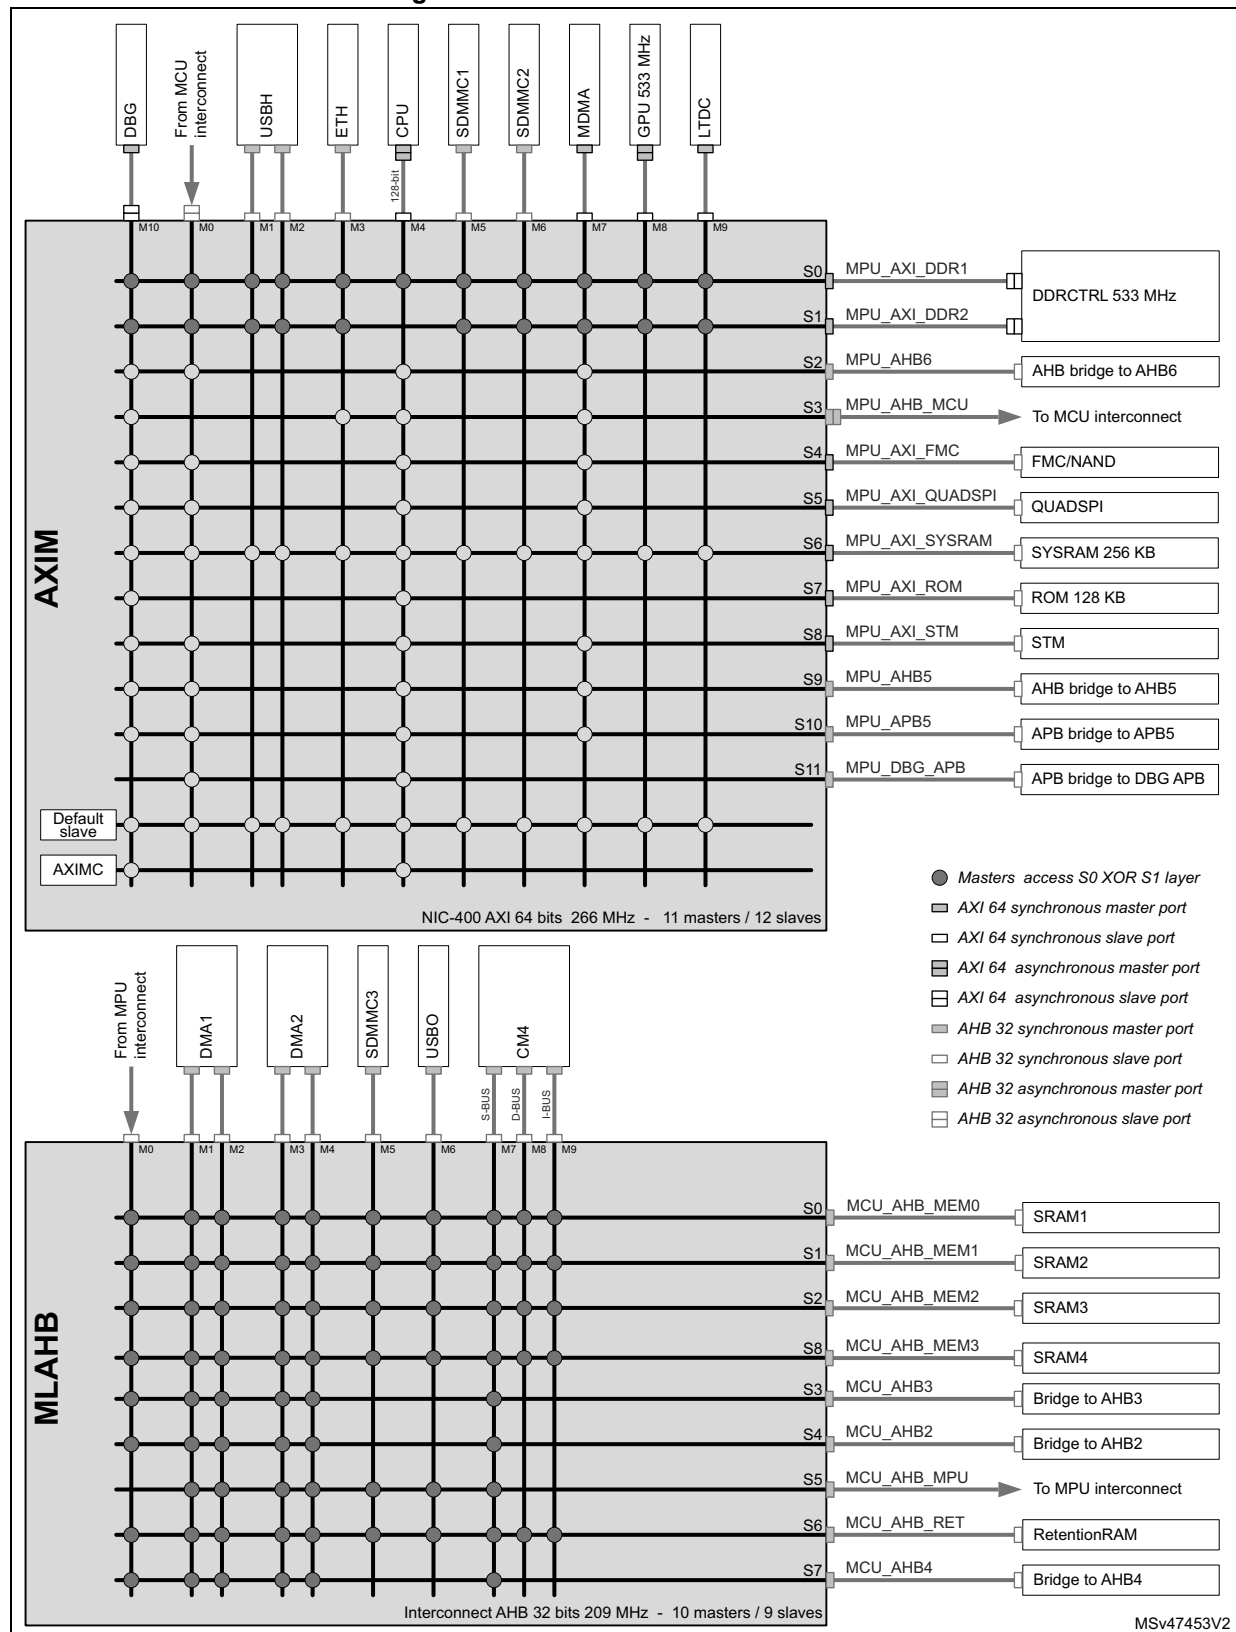 DBG
From MCU
interconnect
USBH
ETH
CPU
SDMMC1
SDMMC2
MDMA
GPU 533 MHz
LTDC
128-bit
M10
M0
M1
M2
M3
M4
M5
M6
M7
M8
M9
AXIM
S0
MPU_AXI_DDR1
DDRCTRL 533 MHz
S1
MPU_AXI_DDR2
S2
MPU_AHB6
AHB bridge to AHB6
S3
MPU_AHB_MCU
To MCU interconnect
S4
MPU_AXI_FMC
FMC/NAND
S5
MPU_AXI_QUADSPI
QUADSPI
S6
MPU_AXI_SYSRAM
SYSRAM 256 KB
S7
MPU_AXI_ROM
ROM 128 KB
S8
MPU_AXI_STM
STM
S9
MPU_AHB5
AHB bridge to AHB5
S10
MPU_APB5
APB bridge to APB5
S11
MPU_DBG_APB
APB bridge to DBG APB
Default
slave
AXIMC
NIC-400 AXI 64 bits 266 MHz - 11 masters / 12 slaves
Masters access S0 XOR S1 layer
AXI 64 synchronous master port
AXI 64 synchronous slave port
AXI 64 asynchronous master port
AXI 64 asynchronous slave port
AHB 32 synchronous master port
AHB 32 synchronous slave port
AHB 32 asynchronous master port
AHB 32 asynchronous slave port
From MPU
interconnect
DMA1
DMA2
SDMMC3
USBO
CM4
S-BUS
D-BUS
I-BUS
M0
M1
M2
M3
M4
M5
M6
M7
M8
M9
MLAHB
S0
MCU_AHB_MEM0
SRAM1
S1
MCU_AHB_MEM1
SRAM2
S2
MCU_AHB_MEM2
SRAM3
S8
MCU_AHB_MEM3
SRAM4
S3
MCU_AHB3
Bridge to AHB3
S4
MCU_AHB2
Bridge to AHB2
S5
MCU_AHB_MPU
To MPU interconnect
S6
MCU_AHB_RET
RetentionRAM
S7
MCU_AHB4
Bridge to AHB4
Interconnect AHB 32 bits 209 MHz - 10 masters / 9 slaves
MSv47453V2